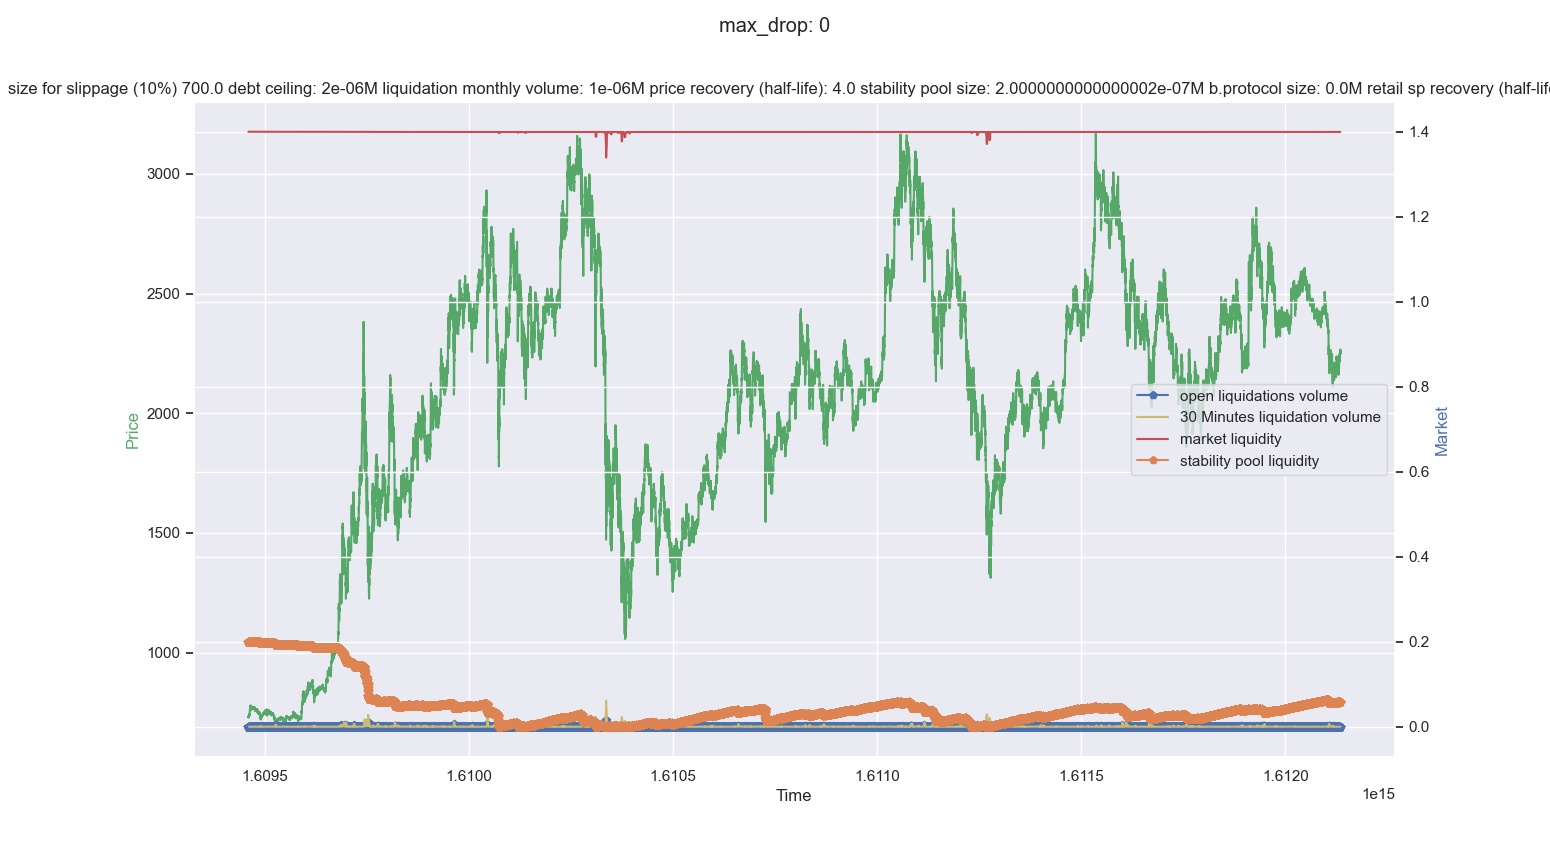 max_drop: 0
size for slippage (10%) 700.0 debt ceiling: 2e-06M liquidation monthly volume: 1e-06M price recovery (half-life): 4.0 stability pool size: 2.0000000000000002e-07M b.protocol size: 0.0M retail sp recovery
3000
2500
2000
1500
1000
Price
1.4
1.2
1.0
0.8
0.6
0.4
0.2
0.0
Market
open liquidations volume
30 Minutes liquidation volume
market liquidity
stability pool liquidity
1.6095 1.6100 1.6105 1.6110 1.6115 1.6120
Time
1e15